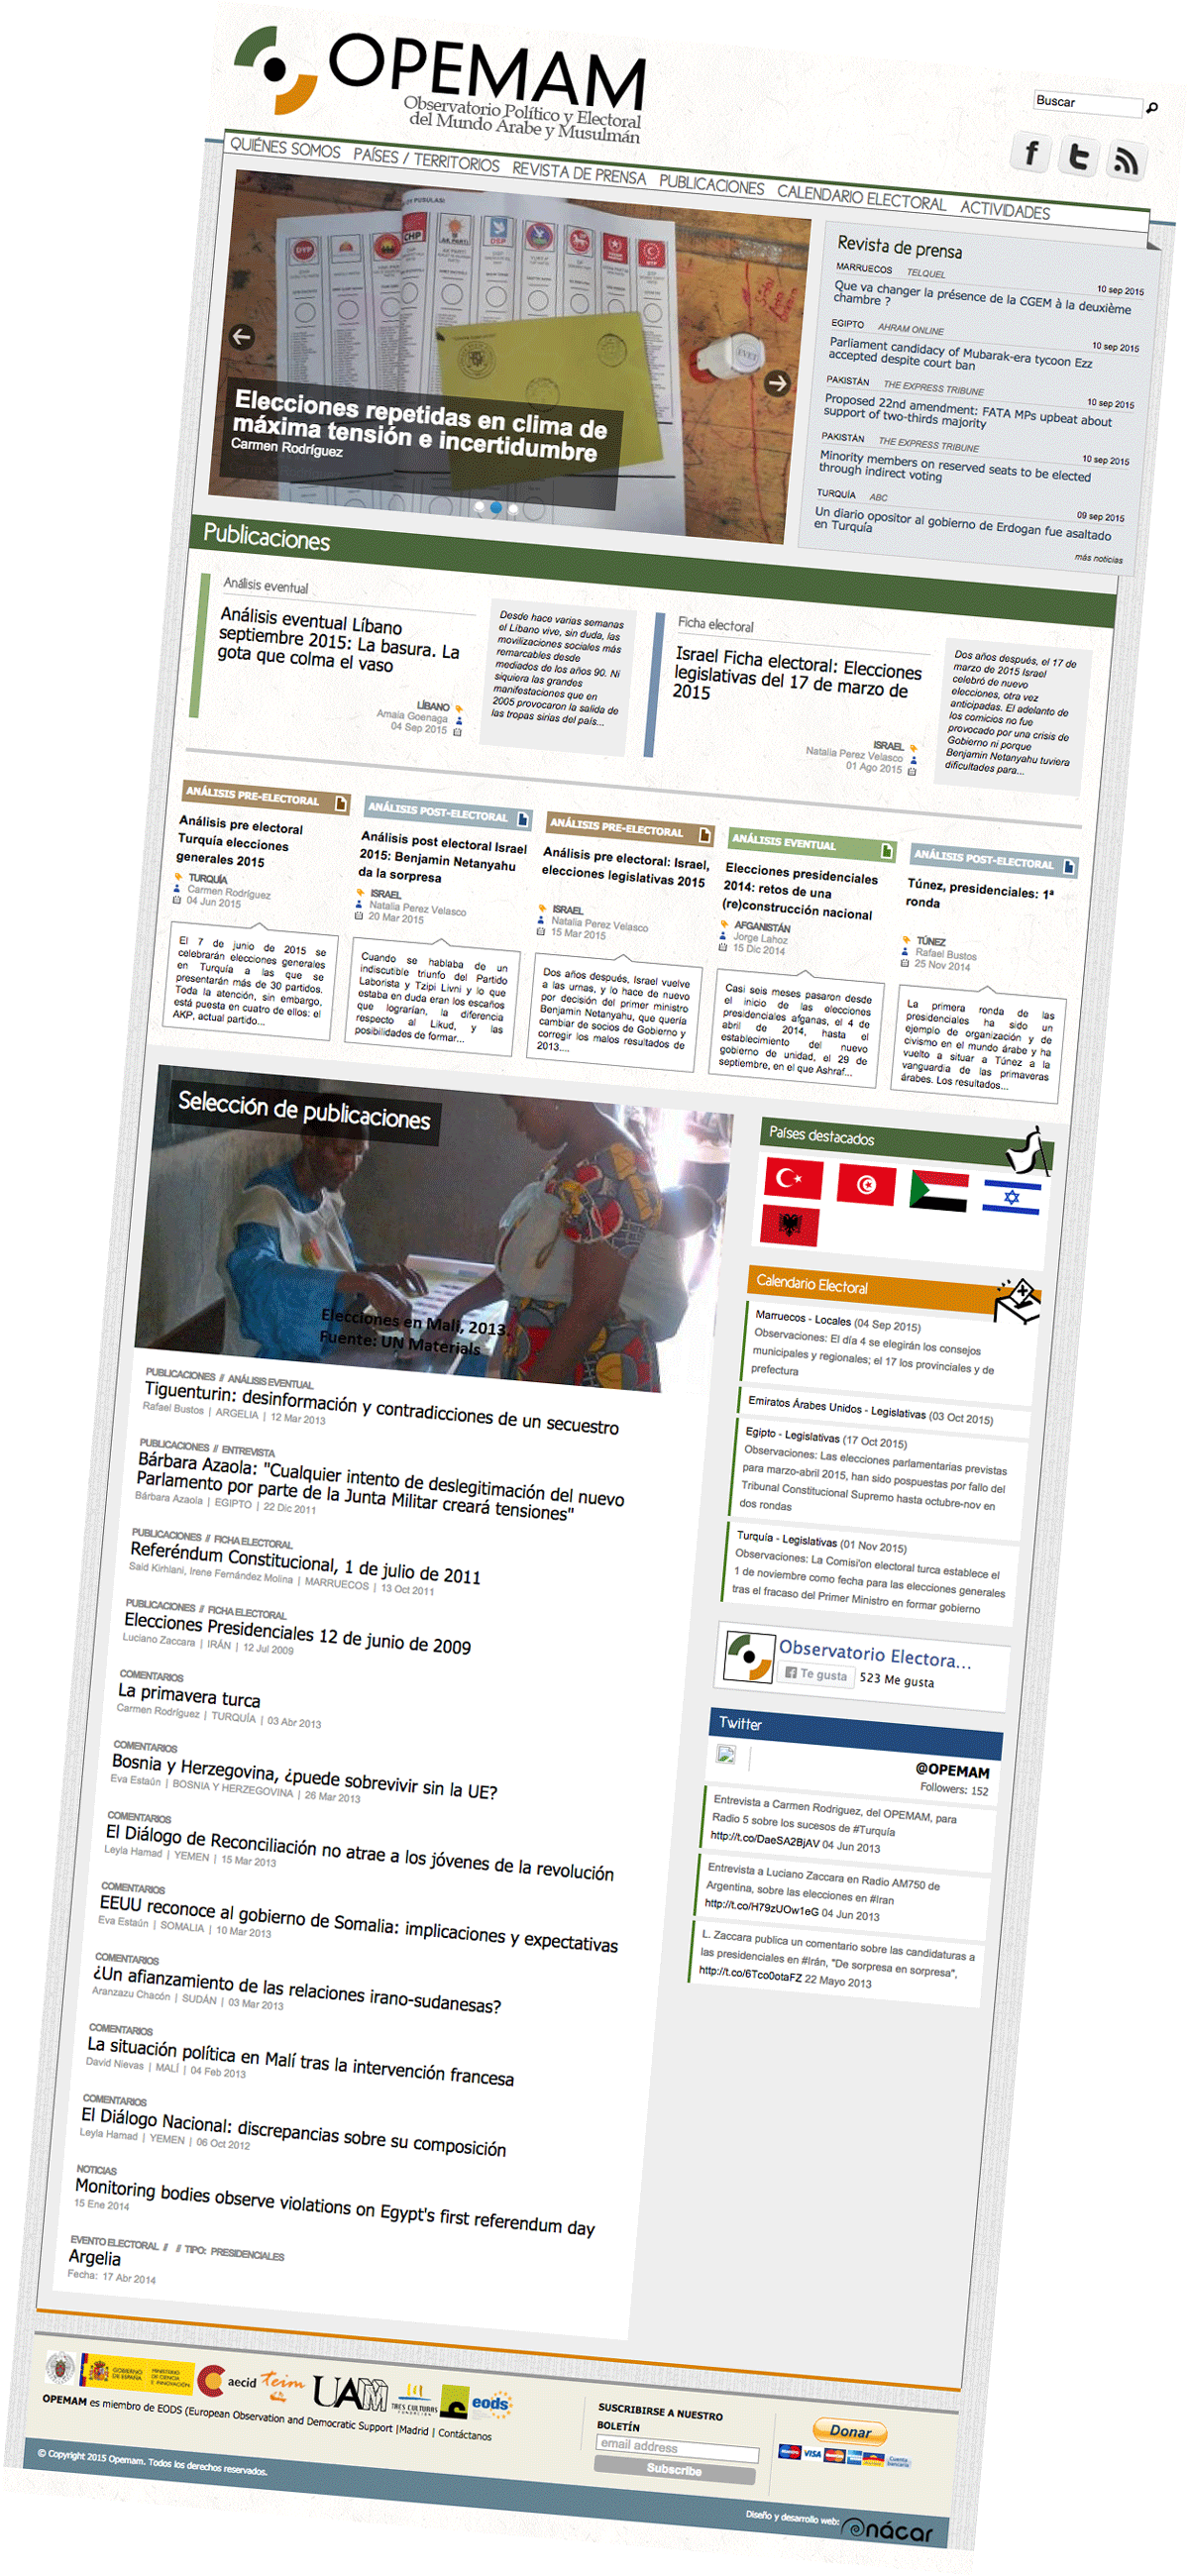 OPEMAM
Observatorio Político y Electoral
del Mundo Arabe y Musulmán
Buscar
QUIÉNES SOMOS PAÍSES / TERRITORIOS REVISTA DE PRENSA PUBLICACIONES CALENDARIO ELECTORAL ACTIVIDADES
Elecciones repetidas en clima de
máxima tensión e incertidumbre
Carmen Rodríguez
Revista de prensa
MARRUECOS TELQUEL
10 sep 2015
Que va changer la présence de la CGEM à la deuxième
chambre ?
EGIPTO AHRAM ONLINE
10 sep 2015
Parliament candidacy of Mubarak-era tycoon Ezz
accepted despite court ban
PAKISTÁN THE EXPRESS TRIBUNE
10 sep 2015
Proposed 22nd amendment: FATA MPs upbeat about
support of two-thirds majority
PAKISTÁN THE EXPRESS TRIBUNE
10 sep 2015
Minority members on reserved seats to be elected
through indirect voting
TURQUÍA ABC
09 sep 2015
Un diario opositor al gobierno de Erdogan fue asaltado
en Turquía
más noticias
Publicaciones
Análisis eventual
Análisis eventual Líbano
septiembre 2015: La basura. La
gota que colma el vaso
LÍBANO
Amaia Goenaga
04 Sep 2015
Desde hace varias semanas
el Líbano vive, sin duda, las
movilizaciones sociales más
remarcables desde
mediados de los años 90. Ni
siquiera las grandes
manifestaciones que en
2005 provocaron la salida de
las tropas sirias del país...
Ficha electoral
Israel Ficha electoral: Elecciones
legislativas del 17 de marzo de
2015
ISRAEL
Natalia Perez Velasco
01 Ago 2015
Dos años después, el 17 de
marzo de 2015 Israel
celebró de nuevo
elecciones, otra vez
anticipadas. El adelanto de
los comicios no fue
provocado por una crisis de
Gobierno ni porque
Benjamin Netanyahu tuviera
dificultades para...
ANÁLISIS PRE-ELECTORAL
Análisis pre electoral
Turquía elecciones
generales 2015
TURQUÍA
Carmen Rodríguez
04 Jun 2015
El 7 de junio de 2015 se
celebrarán elecciones generales
en Turquía a las que se
presentarán más de 30 partidos.
Toda la atención, sin embargo,
está puesta en cuatro de ellos: el
AKP, actual partido...
ANÁLISIS POST-ELECTORAL
Análisis post electoral Israel
2015: Benjamin Netanyahu
da la sorpresa
ISRAEL
Natalia Perez Velasco
20 Mar 2015
Cuando se hablaba de un
indiscutible triunfo del Partido
Laborista y Tzipi Livni y lo que
estaba en duda eran los escaños
que lograrían, la diferencia
respecto al Likud, y las
posibilidades de formar...
ANÁLISIS PRE-ELECTORAL
Análisis pre electoral: Israel,
elecciones legislativas 2015
ISRAEL
Natalia Perez Velasco
15 Mar 2015
Dos años después, Israel vuelve
a las urnas, y lo hace de nuevo
por decisión del primer ministro
Benjamin Netanyahu, que quería
cambiar de socios de Gobierno y
corregir los malos resultados de
2013....
ANÁLISIS EVENTUAL
Elecciones presidenciales
2014: retos de una
(re)construcción nacional
AFGANISTÁN
Jorge Lahoz
15 Dic 2014
Casi seis meses pasaron desde
el inicio de las elecciones
presidenciales afganas, el 4 de
abril de 2014, hasta el
establecimiento del nuevo
gobierno de unidad, el 29 de
septiembre, en el que Ashraf...
ANÁLISIS POST-ELECTORAL
Túnez, presidenciales: 1ª
ronda
TÚNEZ
Rafael Bustos
25 Nov 2014
La primera ronda de las
presidenciales ha sido un
ejemplo de organización y de
civismo en el mundo árabe y ha
vuelto a situar a Túnez a la
vanguardia de las primaveras
árabes. Los resultados...
Selección de publicaciones
Elecciones en Mali, 2013.
Fuente: UN Materials
PUBLICACIONES // ANÁLISIS EVENTUAL
Tiguenturin: desinformación y contradicciones de un secuestro
Rafael Bustos | ARGELIA | 12 Mar 2013
PUBLICACIONES // ENTREVISTA
Bárbara Azaola: "Cualquier intento de deslegitimación del nuevo
Parlamento por parte de la Junta Militar creará tensiones"
Bárbara Azaola | EGIPTO | 22 Dic 2011
PUBLICACIONES // FICHA ELECTORAL
Referéndum Constitucional, 1 de julio de 2011
Said Kirhlani, Irene Fernández Molina | MARRUECOS | 13 Oct 2011
PUBLICACIONES // FICHA ELECTORAL
Elecciones Presidenciales 12 de junio de 2009
Luciano Zaccara | IRÁN | 12 Jul 2009
COMENTARIOS
La primavera turca
Carmen Rodríguez | TURQUÍA | 03 Abr 2013
COMENTARIOS
Bosnia y Herzegovina, ¿puede sobrevivir sin la UE?
Eva Estaún | BOSNIA Y HERZEGOVINA | 26 Mar 2013
COMENTARIOS
El Diálogo de Reconciliación no atrae a los jóvenes de la revolución
Leyla Hamad | YEMEN | 15 Mar 2013
COMENTARIOS
EEUU reconoce al gobierno de Somalia: implicaciones y expectativas
Eva Estaún | SOMALIA | 10 Mar 2013
COMENTARIOS
¿Un afianzamiento de las relaciones irano-sudanesas?
Aranzazu Chacón | SUDÁN | 03 Mar 2013
COMENTARIOS
La situación política en Malí tras la intervención francesa
David Nievas | MALÍ | 04 Feb 2013
COMENTARIOS
El Diálogo Nacional: discrepancias sobre su composición
Leyla Hamad | YEMEN | 06 Oct 2012
NOTICIAS
Monitoring bodies observe violations on Egypt's first referendum day
15 Ene 2014
EVENTO ELECTORAL // // TIPO: PRESIDENCIALES
Argelia
Fecha: 17 Abr 2014
Países destacados
Calendario Electoral
Marruecos - Locales (04 Sep 2015)
Observaciones: El día 4 se elegirán los consejos
municipales y regionales; el 17 los provinciales y de
prefectura
Emiratos Árabes Unidos - Legislativas (03 Oct 2015)
Egipto - Legislativas (17 Oct 2015)
Observaciones: Las elecciones parlamentarias previstas
para marzo-abril 2015, han sido pospuestas por fallo del
Tribunal Constitucional Supremo hasta octubre-nov en
dos rondas
Turquía - Legislativas (01 Nov 2015)
Observaciones: La Comisi'on electoral turca establece el
1 de noviembre como fecha para las elecciones generales
tras el fracaso del Primer Ministro en formar gobierno
Observatorio Electora...
Te gusta 523 Me gusta
Twitter
@OPEMAM
Followers: 152
Entrevista a Carmen Rodriguez, del OPEMAM, para
Radio 5 sobre los sucesos de #Turquía
http://t.co/DaeSA2BjAV 04 Jun 2013
Entrevista a Luciano Zaccara en Radio AM750 de
Argentina, sobre las elecciones en #Iran
http://t.co/H79zUOw1eG 04 Jun 2013
L. Zaccara publica un comentario sobre las candidaturas a
las presidenciales en #Irán, "De sorpresa en sorpresa",
http://t.co/6Tco0otaFZ 22 Mayo 2013
GOBIERNO
DE ESPAÑA
MINISTERIO
DE CIENCIA
E INNOVACIÓN
aecid
teim
UAM
TRES CULTURAS
FUNDACIÓN
eods
OPEMAM es miembro de EODS (European Observation and Democratic Support |Madrid | Contáctanos
SUSCRIBIRSE A NUESTRO
BOLETÍN
email address
Subscribe
Donar
VISA
© Copyright 2015 Opemam. Todos los derechos reservados.
Diseño y desarrollo web: nácar